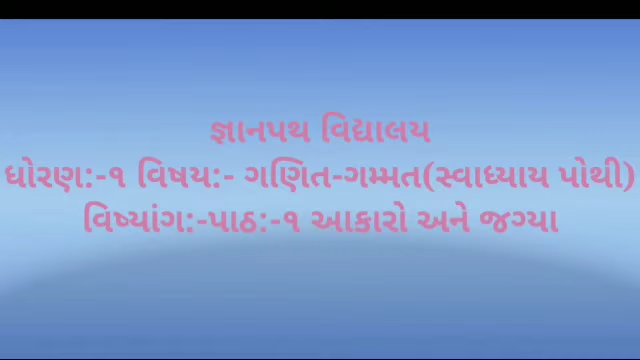 જ્ઞાનપથ વિદ્યાલય
ધોરણ:-૧ વિષય:- ગણિત-ગમ્મત(સ્વાધ્યાય પોથી)
વિષ્યાંગ:-પાઠ:-૧ આકારો અને જગ્યા